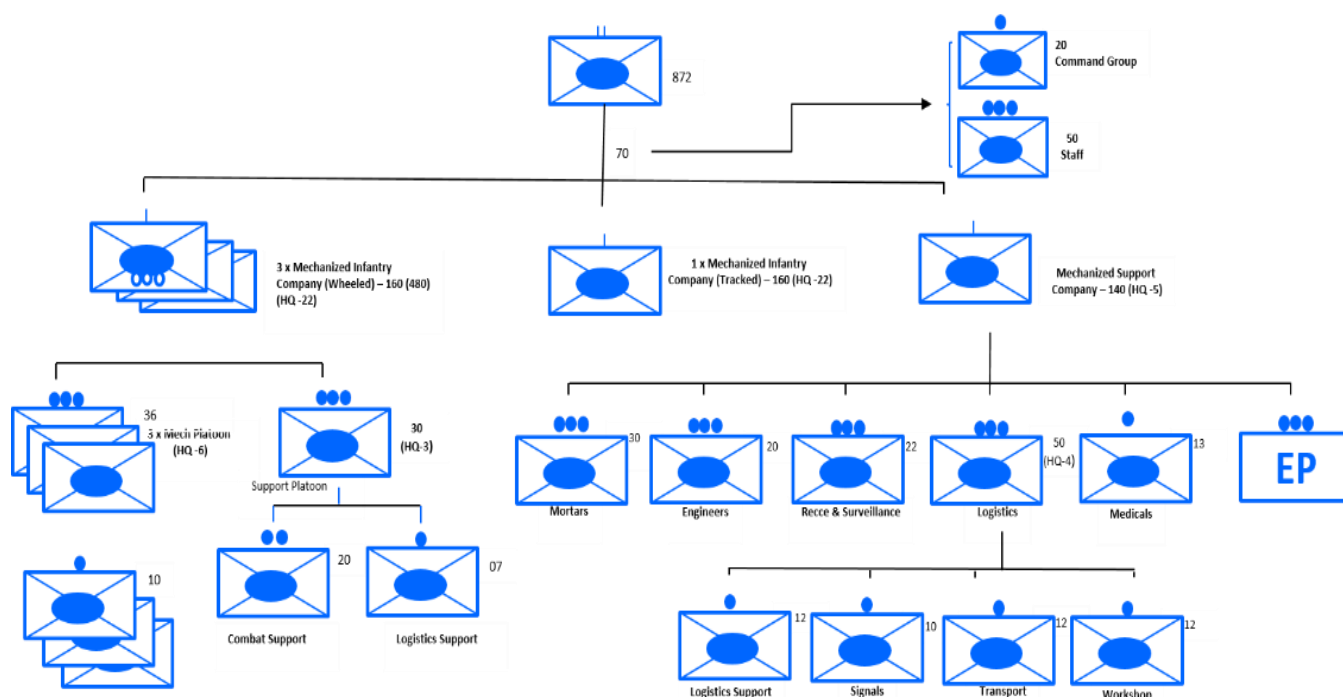 872
20
Command Group
50
Staff
70
3 x Mechanized Infantry
Company (Wheeled) – 160 (480)
(HQ -22)
1 x Mechanized Infantry
Company (Tracked) – 160 (HQ -22)
Mechanized Support
Company – 140 (HQ -5)
36
3 x Mech Platoon
(HQ -6)
30
(HQ-3)
Support Platoon
20
Combat Support
07
Logistics Support
10
30
Mortars
20
Engineers
22
Recce & Surveillance
50
(HQ-4)
Logistics
13
Medicals
EP
12
Logistics Support
10
Signals
12
Transport
12
Workshop